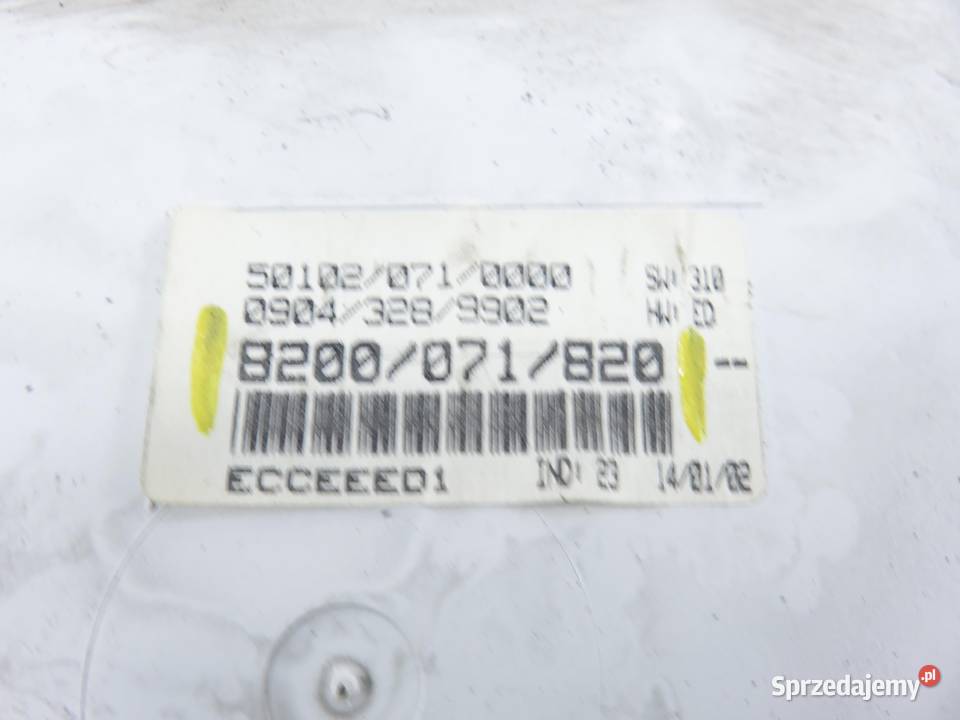 50102/071/0000 SW: 310
0904/328/9902 HW: ED
8200/071/820 --
ECCEEED1 IND: 23 14/01/02
Sprzedajemy.pl